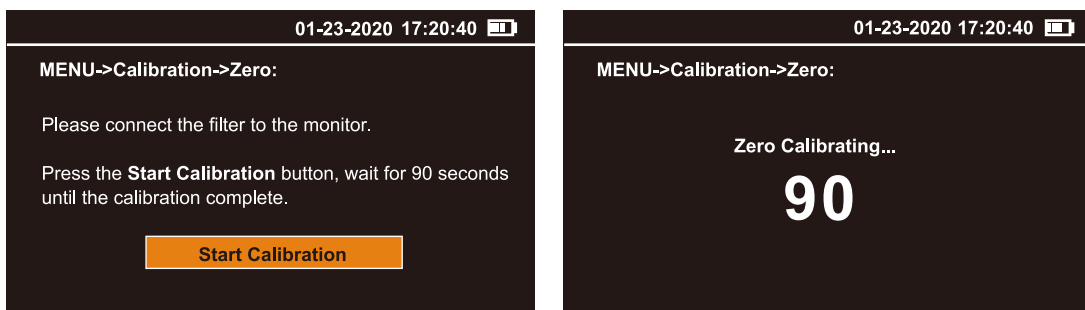 01-23-2020 17:20:40
MENU->Calibration->Zero:
Please connect the filter to the monitor.
Press the Start Calibration button, wait for 90 seconds
until the calibration complete.
Start Calibration
01-23-2020 17:20:40
MENU->Calibration->Zero:
Zero Calibrating...
90